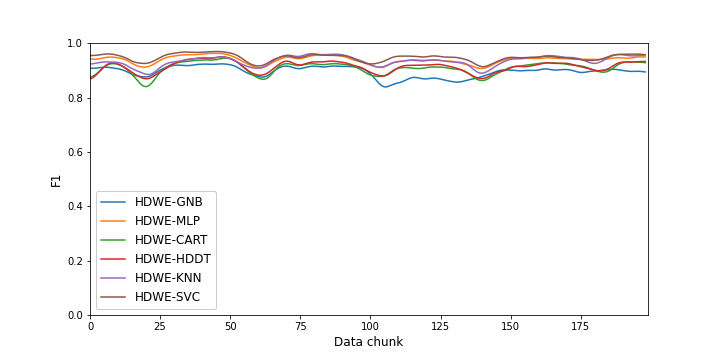 1.0
0.8
0.6
0.4
0.2
0.0
F1
HDWE-GNB
HDWE-MLP
HDWE-CART
HDWE-HDDT
HDWE-KNN
HDWE-SVC
0 25 50 75 100 125 150 175
Data chunk